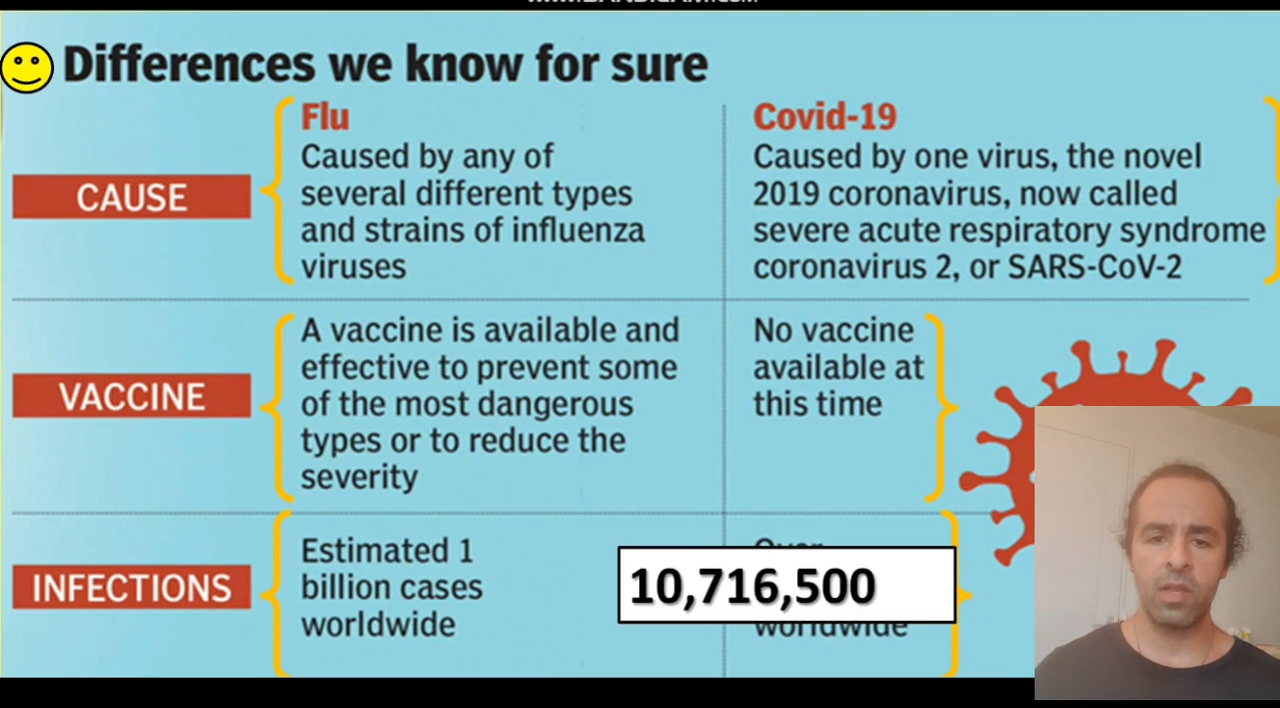 Differences we know for sure
CAUSE
Flu
Caused by any of
several different types
and strains of influenza
viruses
Covid-19
Caused by one virus, the novel
2019 coronavirus, now called
severe acute respiratory syndrome
coronavirus 2, or SARS-CoV-2
VACCINE
A vaccine is available and
effective to prevent some
of the most dangerous
types or to reduce the
severity
No vaccine
available at
this time
INFECTIONS
Estimated 1
billion cases
worldwide
10,716,500
worldwide